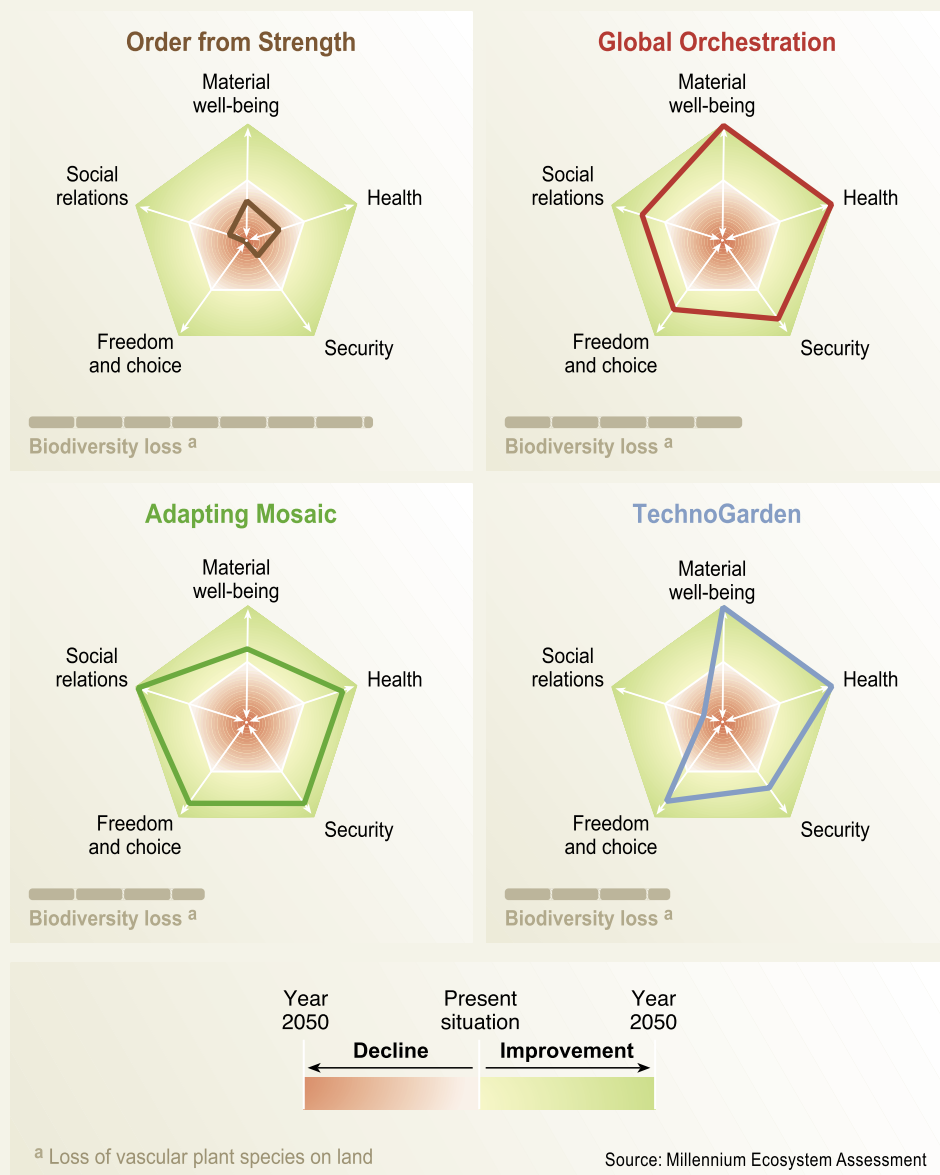 Order from Strength
Material
well-being
Social
relations
Health
Freedom
and choice
Security
Biodiversity loss a
Global Orchestration
Material
well-being
Social
relations
Health
Freedom
and choice
Security
Biodiversity loss a
Adapting Mosaic
Material
well-being
Social
relations
Health
Freedom
and choice
Security
Biodiversity loss a
TechnoGarden
Material
well-being
Social
relations
Health
Freedom
and choice
Security
Biodiversity loss a
Year
2050
Present
situation
Year
2050
Decline
Improvement
a Loss of vascular plant species on land
Source: Millennium Ecosystem Assessment